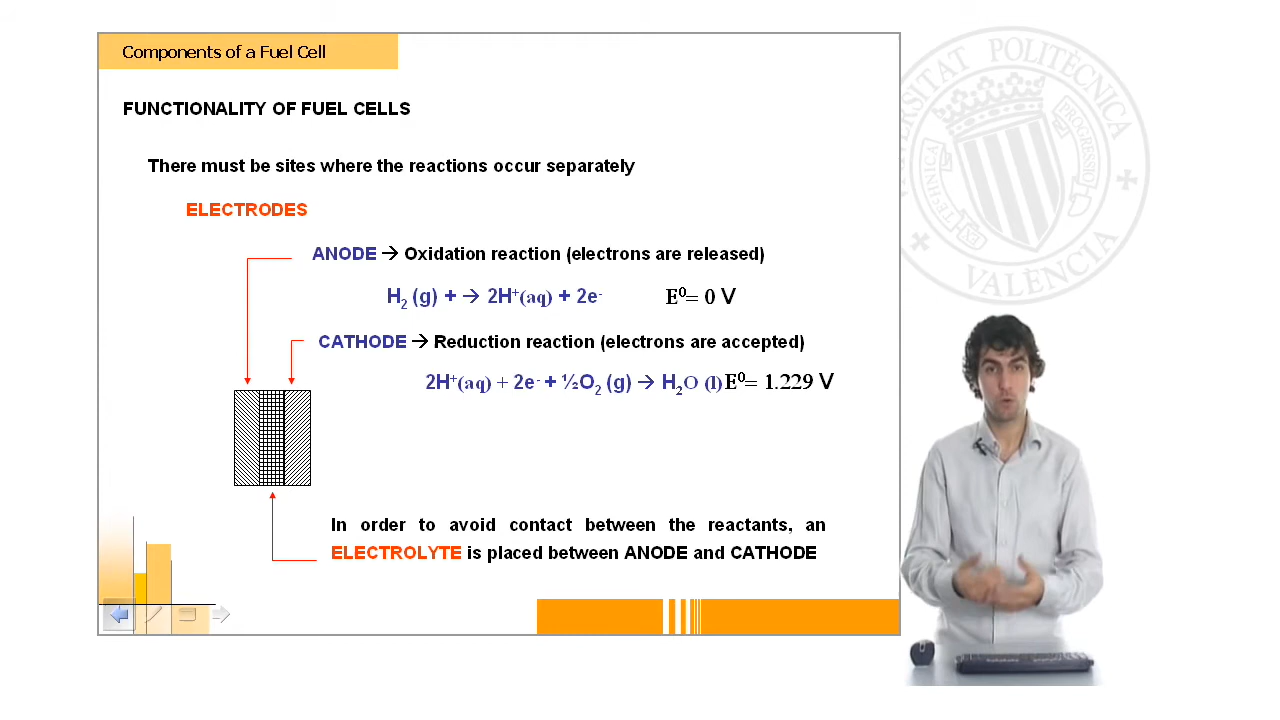 Components of a Fuel Cell
FUNCTIONALITY OF FUEL CELLS
There must be sites where the reactions occur separately
ELECTRODES
ANODE → Oxidation reaction (electrons are released)
H₂ (g) + → 2H⁺(aq) + 2e⁻ E⁰= 0 V
CATHODE → Reduction reaction (electrons are accepted)
2H⁺(aq) + 2e⁻ + ½O₂ (g) → H₂O (l) E⁰= 1.229 V
In order to avoid contact between the reactants, an
ELECTROLYTE is placed between ANODE and CATHODE
VERSITAT POLITÈCNICA
VALÈNCIA